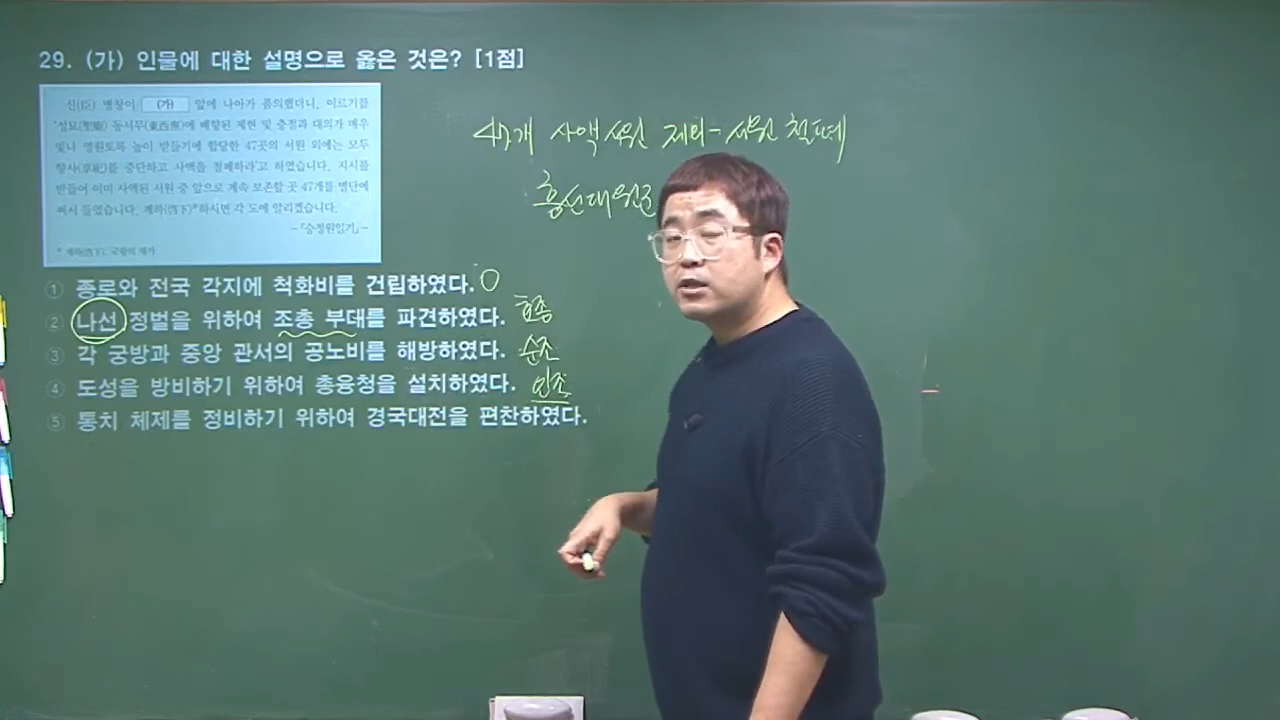 29. (가) 인물에 대한 설명으로 옳은 것은? [1점]
신(臣) 병창이 (가) 앞에 나아가 품의했더니, 이르기를
"성묘(聖廟) 동서무(東西廡)에 배향된 제현 및 충절과 대의가 매우
빛나 영원토록 높이 받들기에 합당한 47곳의 서원 외에는 모두
향사(享祀)를 중단하고 사액을 철폐하라'고 하였습니다. 지시를
받들어 이미 사액된 서원 중 앞으로 계속 보존할 곳 47개를 별단에
써서 들였습니다. 계하(啓下)*하시면 각 도에 알리겠습니다.
-『승정원일기』-
* 계하(啓下): 국왕의 재가
① 종로와 전국 각지에 척화비를 건립하였다. O
② 나선 정벌을 위하여 조총 부대를 파견하였다. 효종
③ 각 궁방과 중앙 관서의 공노비를 해방하였다. 순조
④ 도성을 방비하기 위하여 총융청을 설치하였다. 인조
⑤ 통치 체제를 정비하기 위하여 경국대전을 편찬하였다.
47개 사액서원 제외 - 서원 철폐
흥선대원군